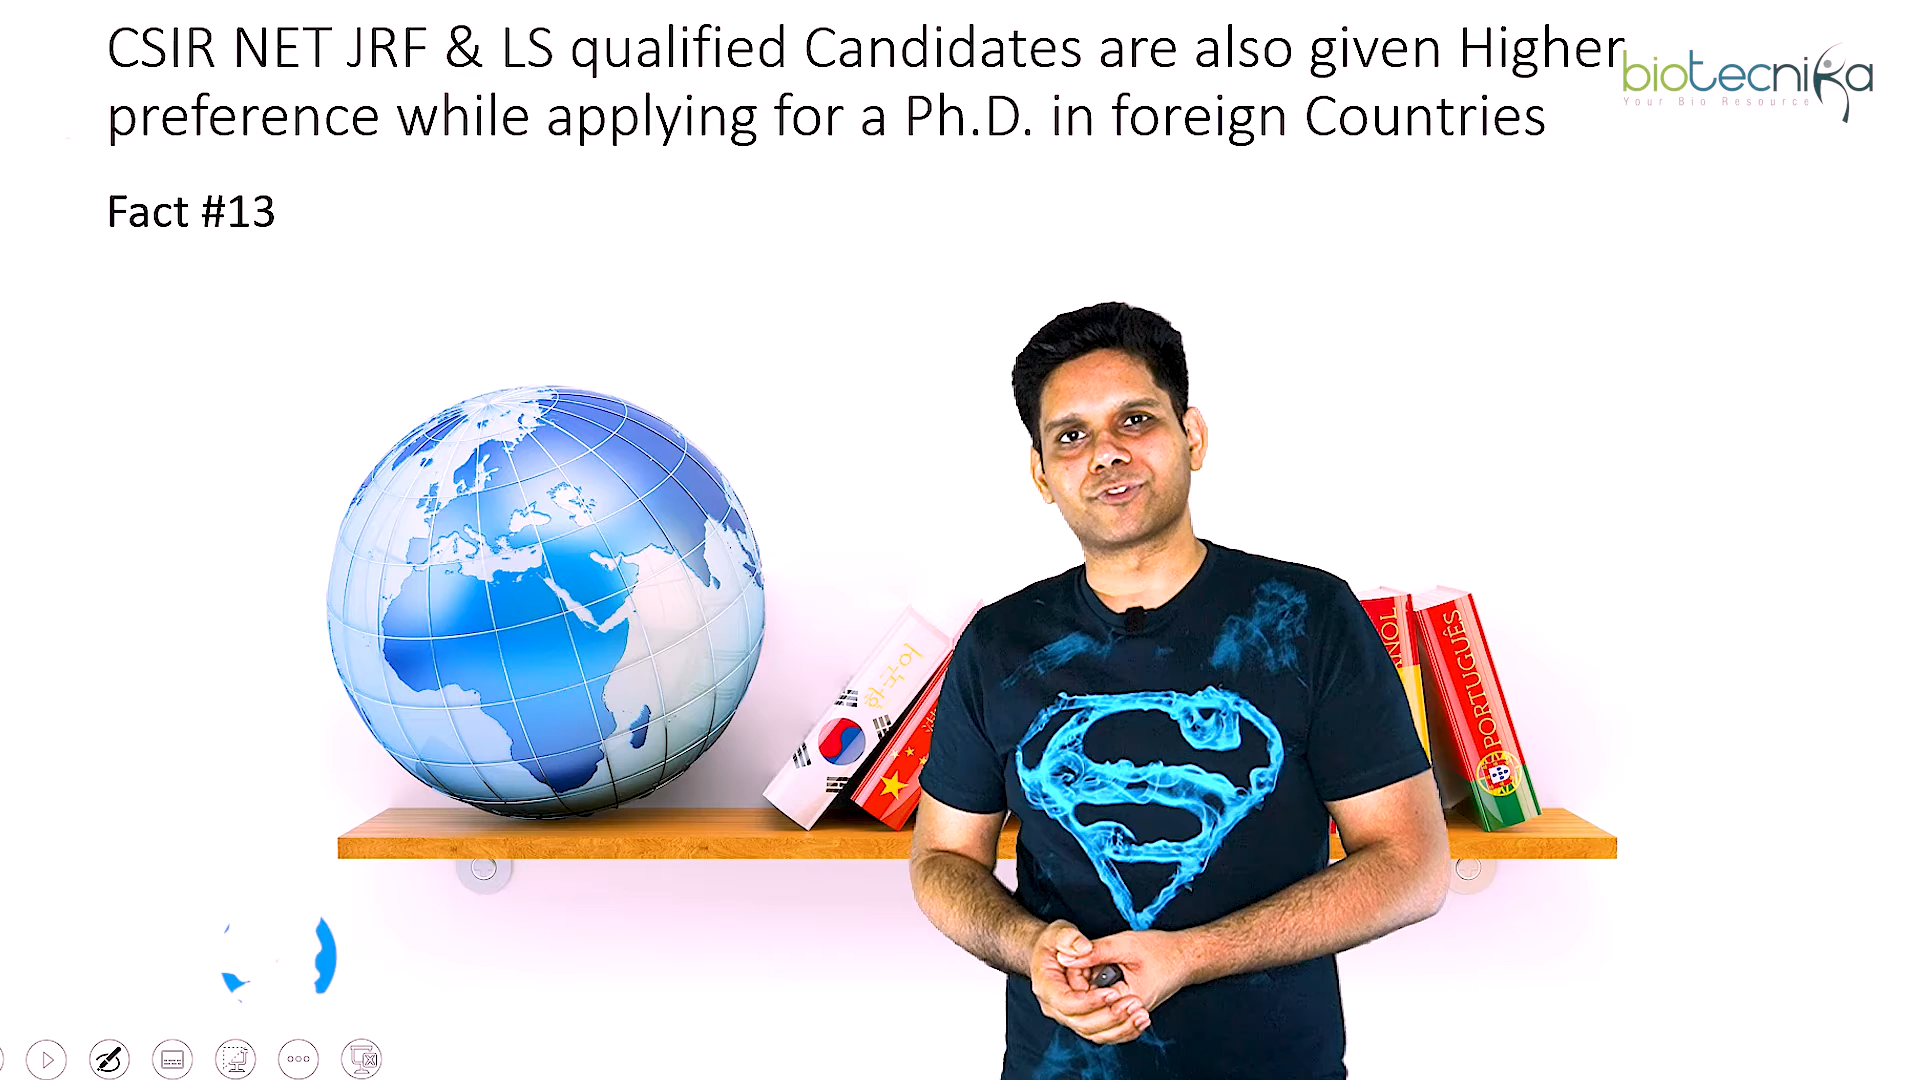 CSIR NET JRF & LS qualified Candidates are also given Higher
preference while applying for a Ph.D. in foreign Countries
biotecnika
Your Bio Resource
Fact #13
한국어
PORTUGUÊS